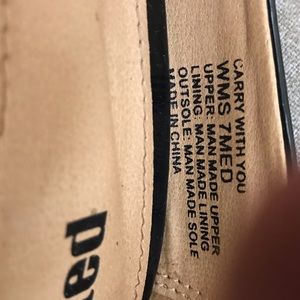 CARRY WITH YOU
WMS 7MED
UPPER: MAN MADE UPPER
LINING: MAN MADE LINING
OUTSOLE: MAN MADE SOLE
MADE IN CHINA